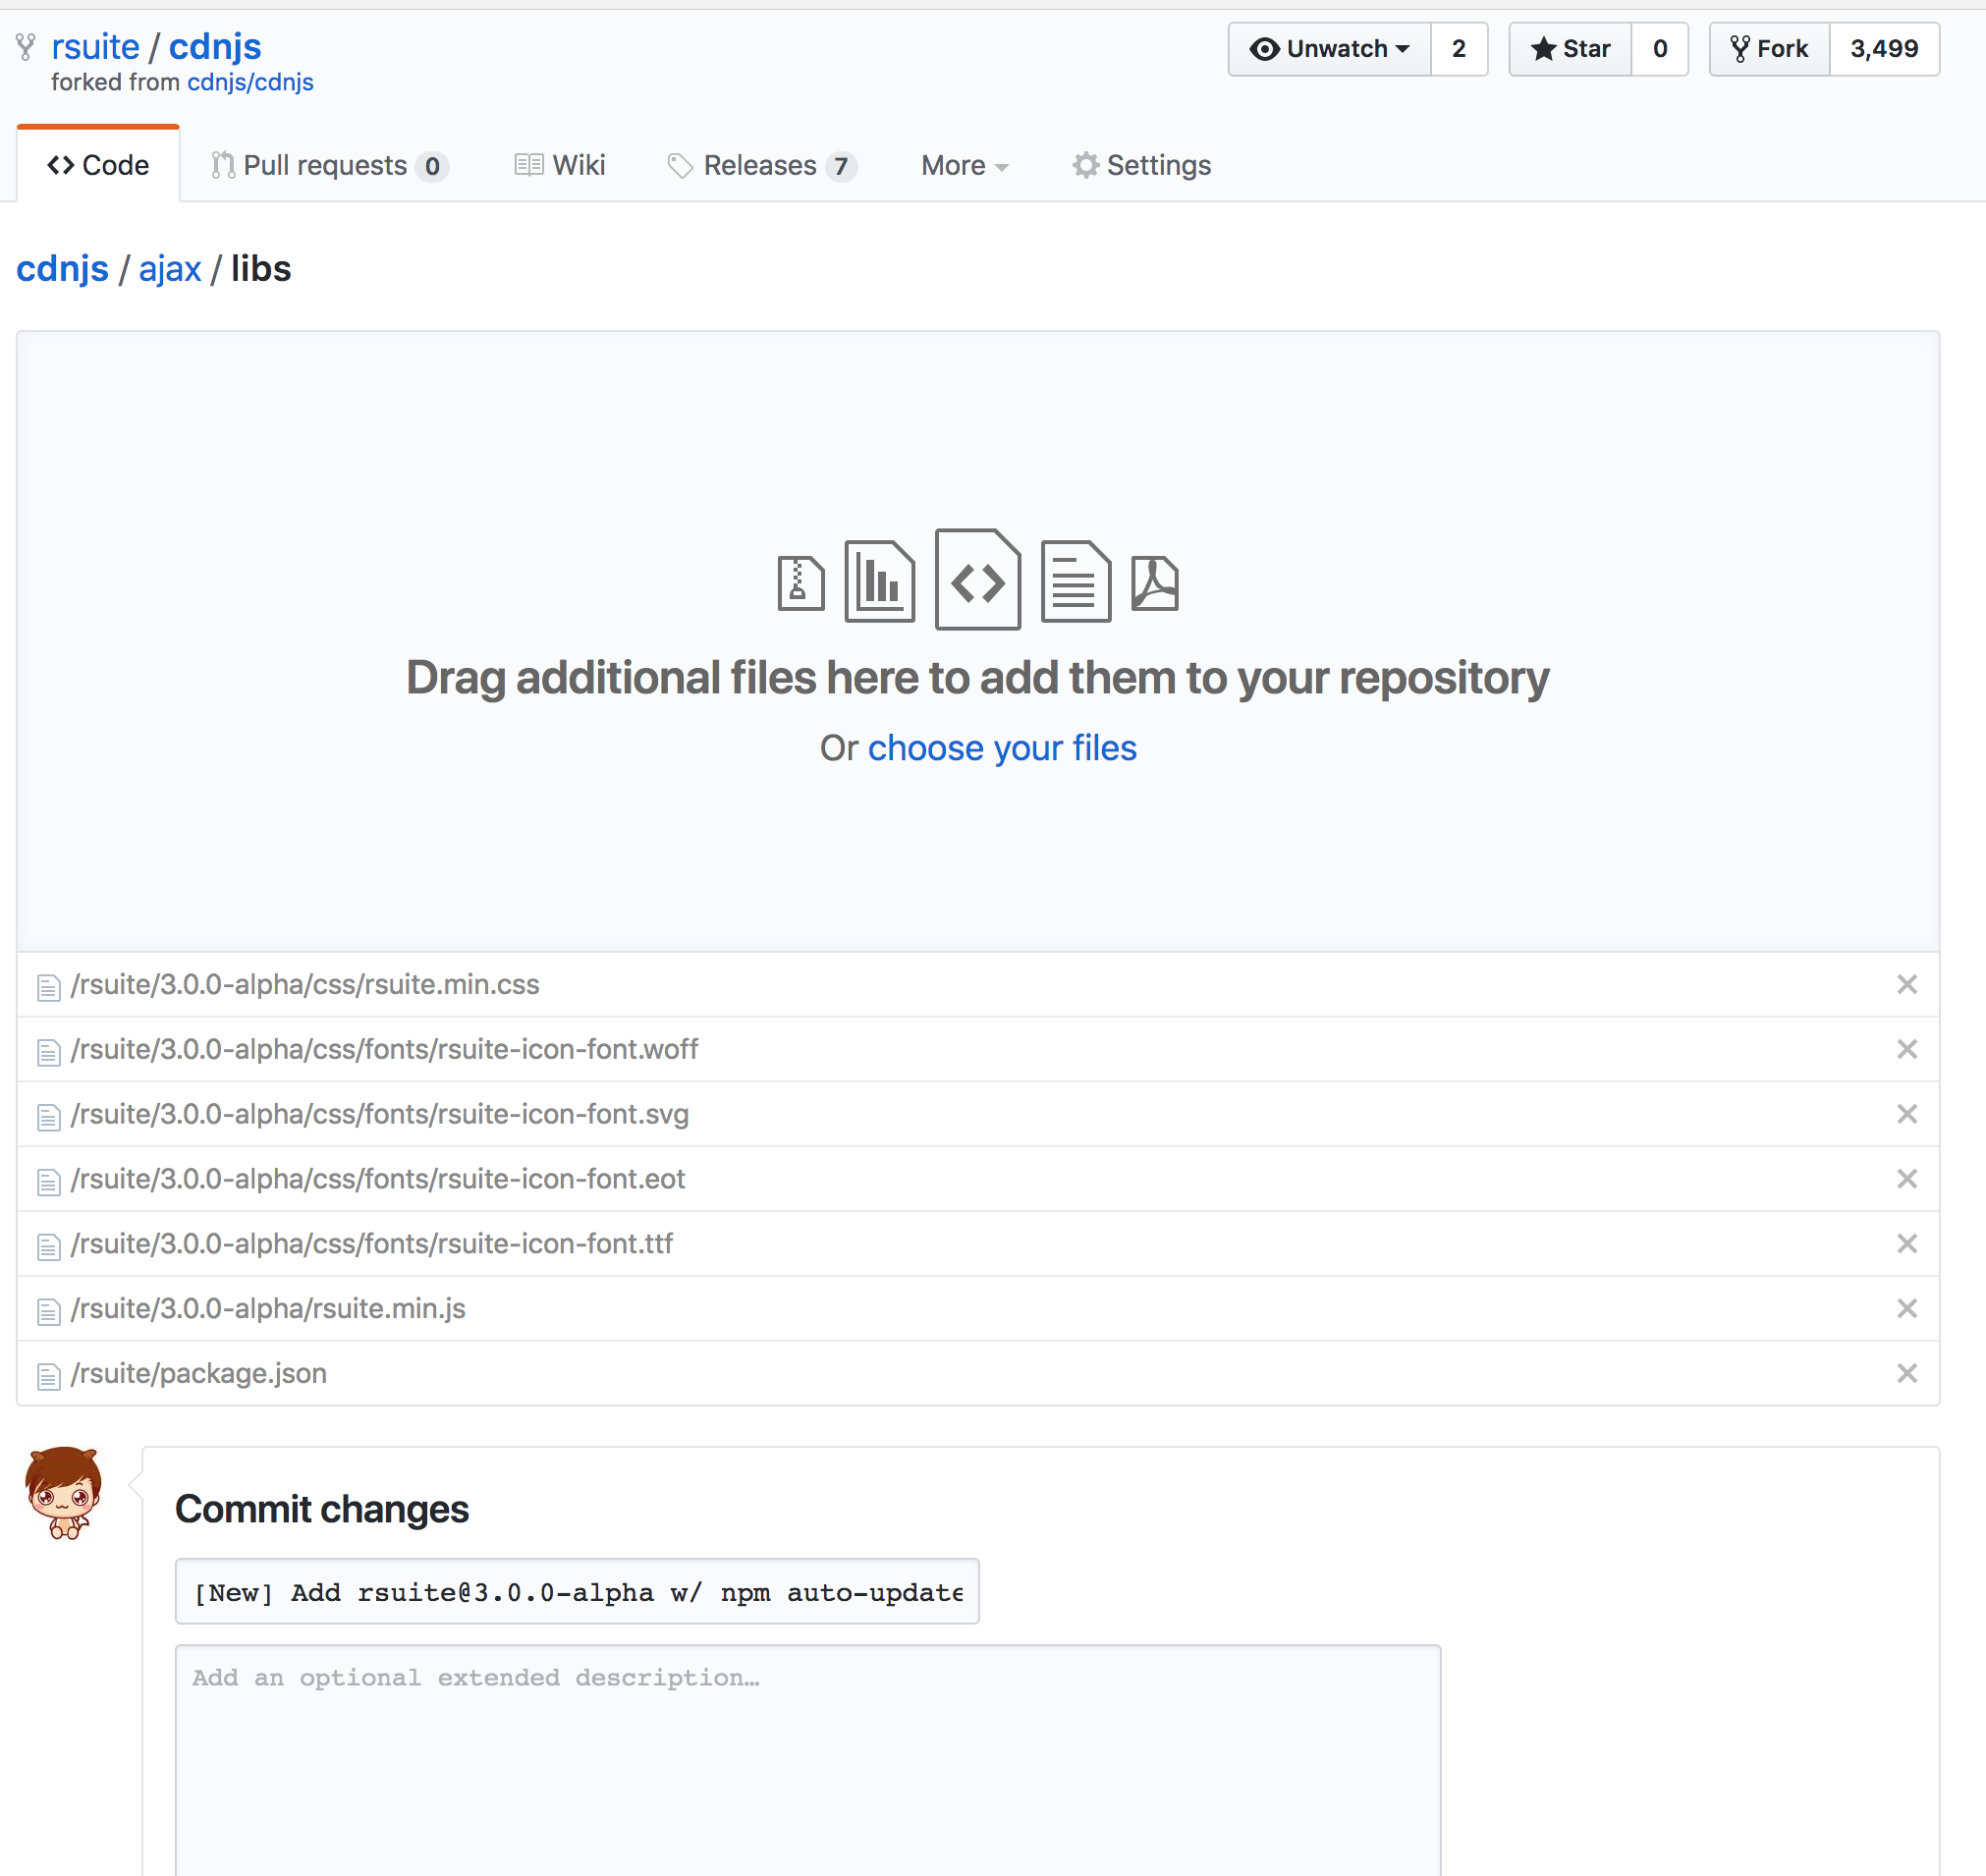 rsuite / cdnjs
forked from cdnjs/cdnjs
Unwatch 2 Star 0 Fork 3,499
Code Pull requests 0 Wiki Releases 7 More Settings
cdnjs / ajax / libs
Drag additional files here to add them to your repository
Or choose your files
/rsuite/3.0.0-alpha/css/rsuite.min.css
/rsuite/3.0.0-alpha/css/fonts/rsuite-icon-font.woff
/rsuite/3.0.0-alpha/css/fonts/rsuite-icon-font.svg
/rsuite/3.0.0-alpha/css/fonts/rsuite-icon-font.eot
/rsuite/3.0.0-alpha/css/fonts/rsuite-icon-font.ttf
/rsuite/3.0.0-alpha/rsuite.min.js
/rsuite/package.json
Commit changes
[New] Add rsuite@3.0.0-alpha w/ npm auto-update
Add an optional extended description…